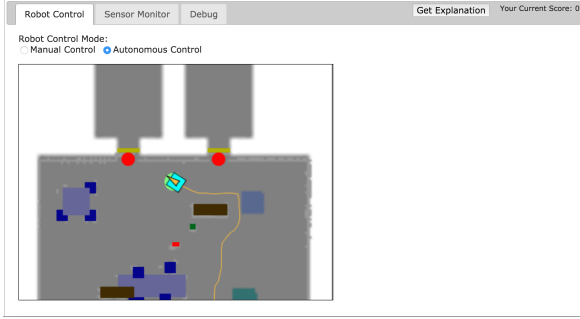 Robot Control Sensor Monitor Debug Get Explanation Your Current Score: 0
Robot Control Mode:
Manual Control Autonomous Control